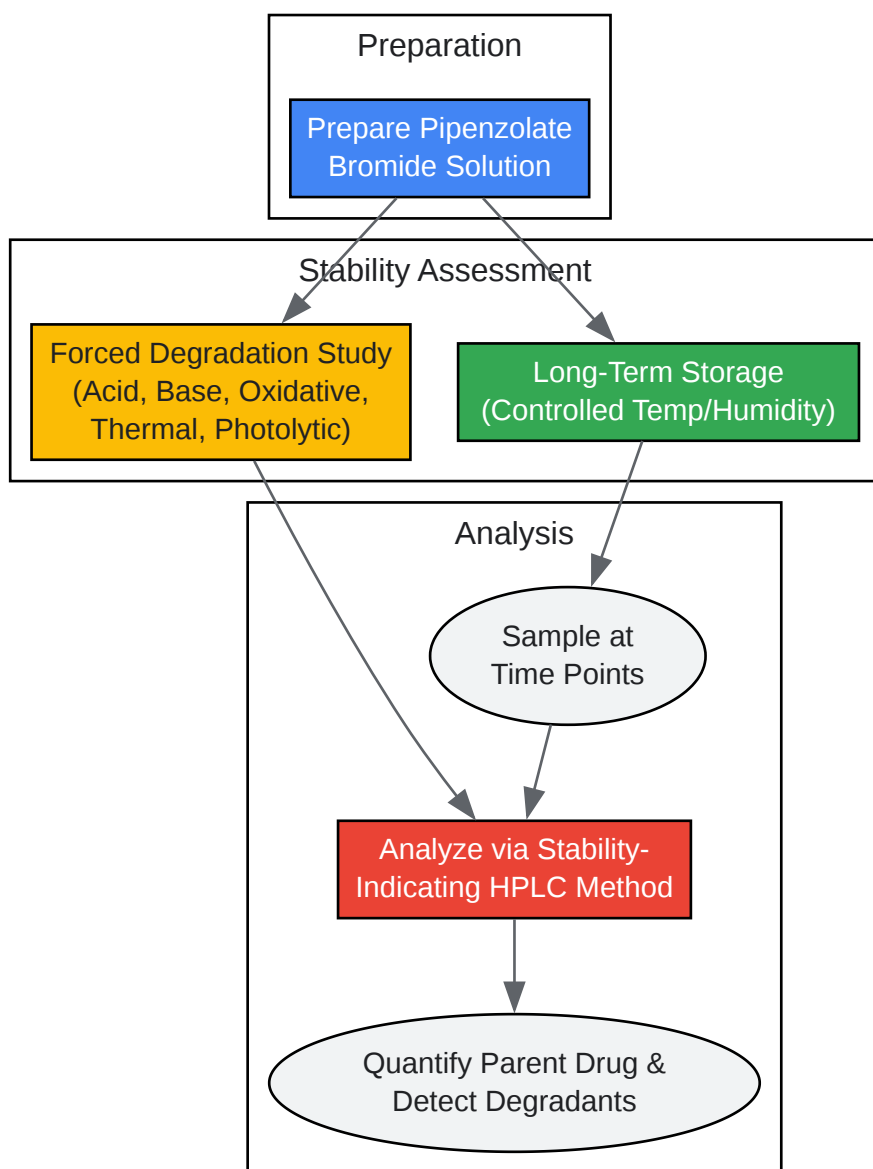 Preparation
Prepare Pipenzolate
Bromide Solution
Stability Assessment
Forced Degradation Study
(Acid, Base, Oxidative,
Thermal, Photolytic)
Long-Term Storage
(Controlled Temp/Humidity)
Analysis
Sample at
Time Points
Analyze via Stability-
Indicating HPLC Method
Quantify Parent Drug &
Detect Degradants